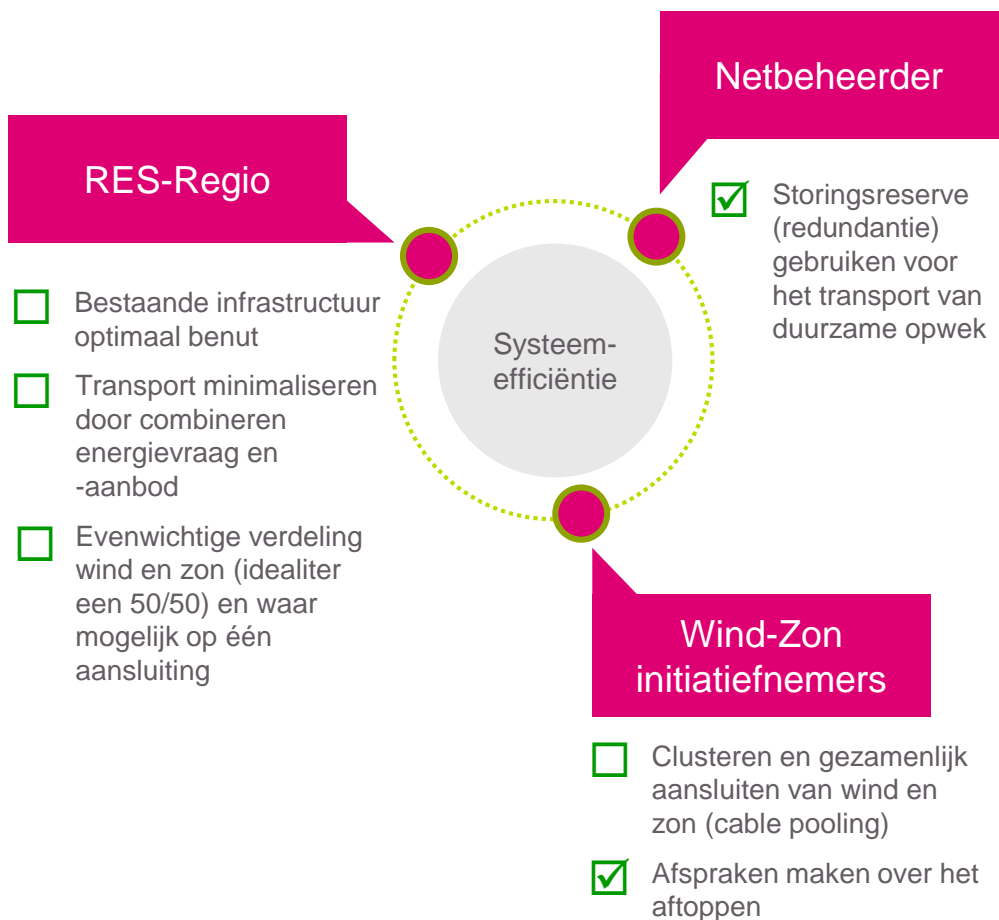 Netbeheerder
Storingsreserve
(redundantie)
gebruiken voor
het transport van
duurzame opwek
RES-Regio
Bestaande infrastructuur
optimaal benut
Transport minimaliseren
door combineren
energievraag en
-aanbod
Evenwichtige verdeling
wind en zon (idealiter
een 50/50) en waar
mogelijk op één
aansluiting
Systeem-
efficiëntie
Wind-Zon
initiatiefnemers
Clusteren en gezamenlijk
aansluiten van wind en
zon (cable pooling)
Afspraken maken over het
aftoppen